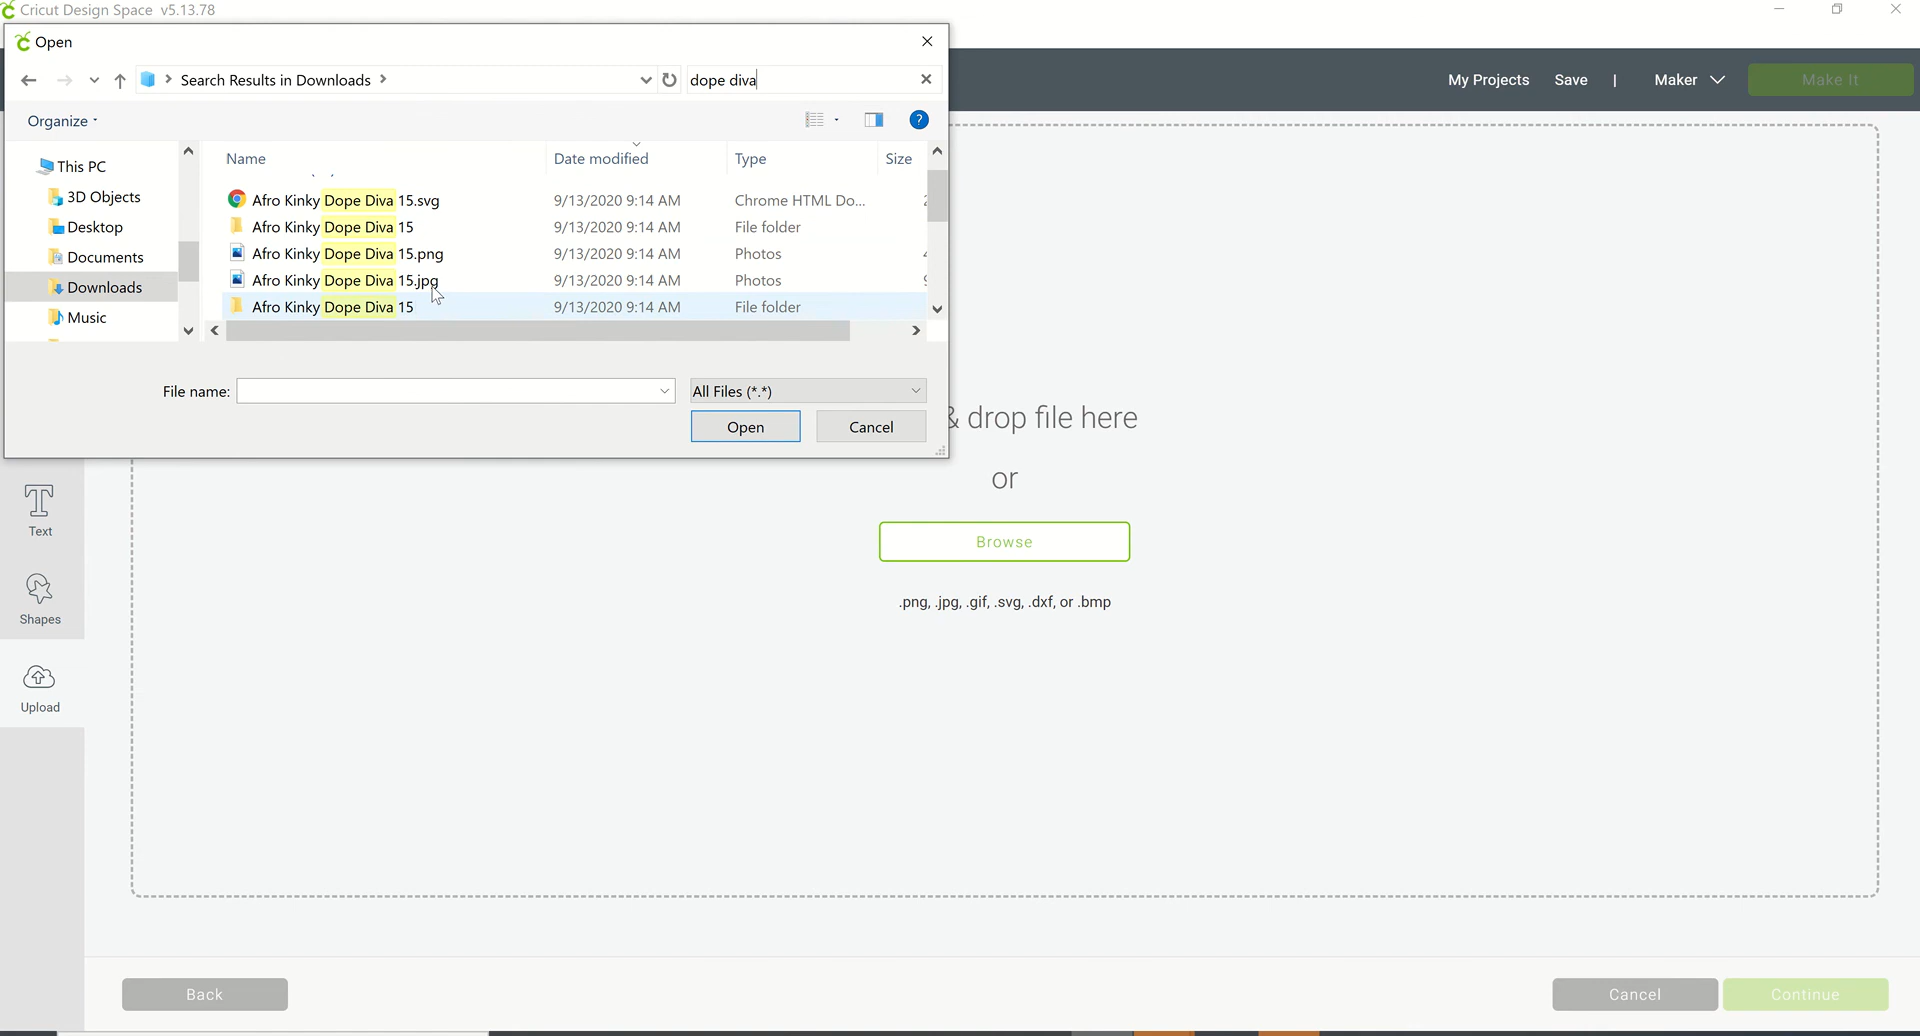 Cricut Design Space v5.13.78
Open
Search Results in Downloads
dope diva
My Projects
Save
|
Maker
Make It
Organize
This PC
3D Objects
Desktop
Documents
Downloads
Music
Name
Date modified
Type
Size
Afro Kinky Dope Diva 15.svg
9/13/2020 9:14 AM
Chrome HTML Do...
Afro Kinky Dope Diva 15
9/13/2020 9:14 AM
File folder
Afro Kinky Dope Diva 15.png
9/13/2020 9:14 AM
Photos
Afro Kinky Dope Diva 15.jpg
9/13/2020 9:14 AM
Photos
Afro Kinky Dope Diva 15
9/13/2020 9:14 AM
File folder
File name:
All Files (*.*)
Open
Cancel
& drop file here
or
Browse
.png, .jpg, .gif, .svg, .dxf, or .bmp
Text
Shapes
Upload
Back
Cancel
Continue